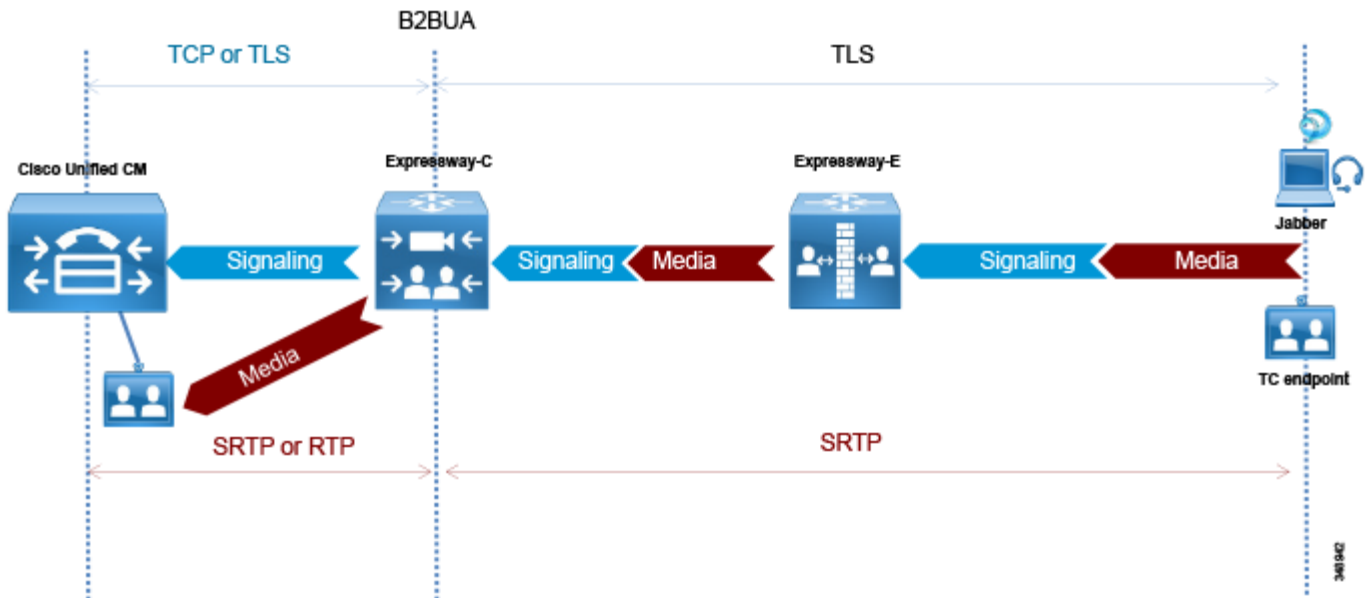 B2BUA
TCP or TLS
TLS
Cisco Unified CM
Expressway-C
Expressway-E
Jabber
Signaling
Signaling
Media
Signaling
Media
Media
TC endpoint
SRTP or RTP
SRTP
348942